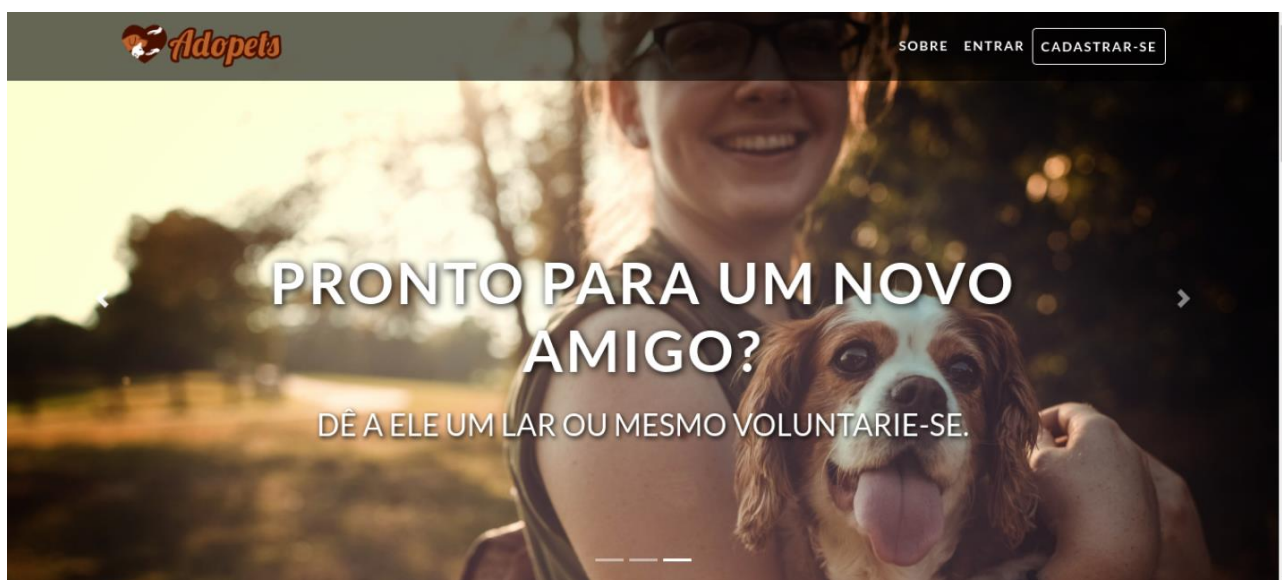 Adopets
SOBRE ENTRAR CADASTRAR-SE
PRONTO PARA UM NOVO
AMIGO?
DÊ A ELE UM LAR OU MESMO VOLUNTARIE-SE.